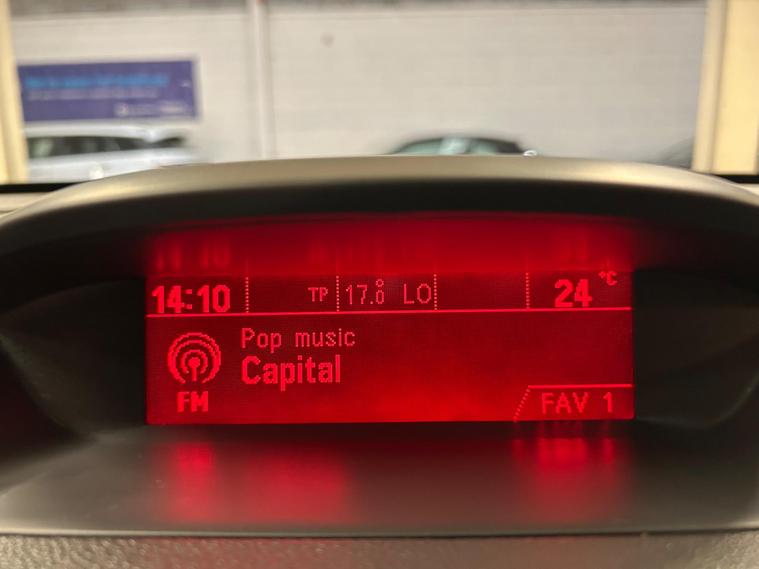 14:10 TP 17.0° LO 24 °C
Pop music
Capital
FM
FAV 1